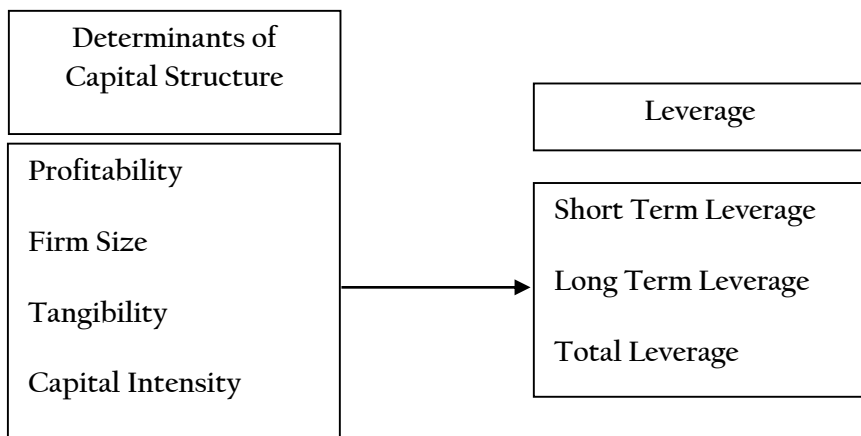 Determinants of
Capital Structure
Profitability
Firm Size
Tangibility
Capital Intensity
Leverage
Short Term Leverage
Long Term Leverage
Total Leverage